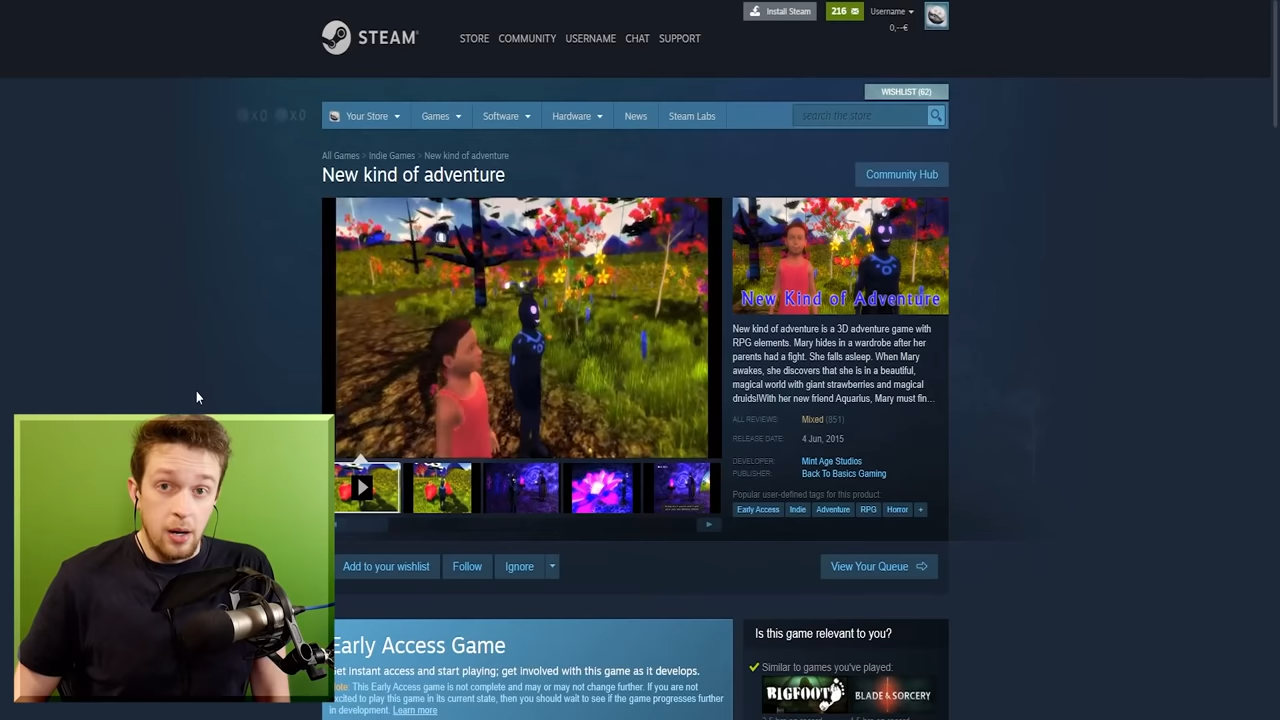 Install Steam
216
Username
0,--€
STEAM®
STORE COMMUNITY USERNAME CHAT SUPPORT
WISHLIST (62)
Your Store Games Software Hardware News Steam Labs
search the store
All Games > Indie Games > New kind of adventure
New kind of adventure
Community Hub
New Kind of Adventure
New kind of adventure is a 3D adventure game with
RPG elements. Mary hides in a wardrobe after her
parents had a fight. She falls asleep. When Mary
awakes, she discovers that she is in a beautiful,
magical world with giant strawberries and magical
druids!With her new friend Aquarius, Mary must fin...
ALL REVIEWS: Mixed (851)
RELEASE DATE: 4 Jun, 2015
DEVELOPER: Mint Age Studios
PUBLISHER: Back To Basics Gaming
Popular user-defined tags for this product:
Early Access Indie Adventure RPG Horror +
Add to your wishlist Follow Ignore
View Your Queue
Early Access Game
Get instant access and start playing; get involved with this game as it develops.
Note: This Early Access game is not complete and may or may not change further. If you are not
excited to play this game in its current state, then you should wait to see if the game progresses further
in development. Learn more
Is this game relevant to you?
Similar to games you've played:
BIGFOOT
BLADE & SORCERY